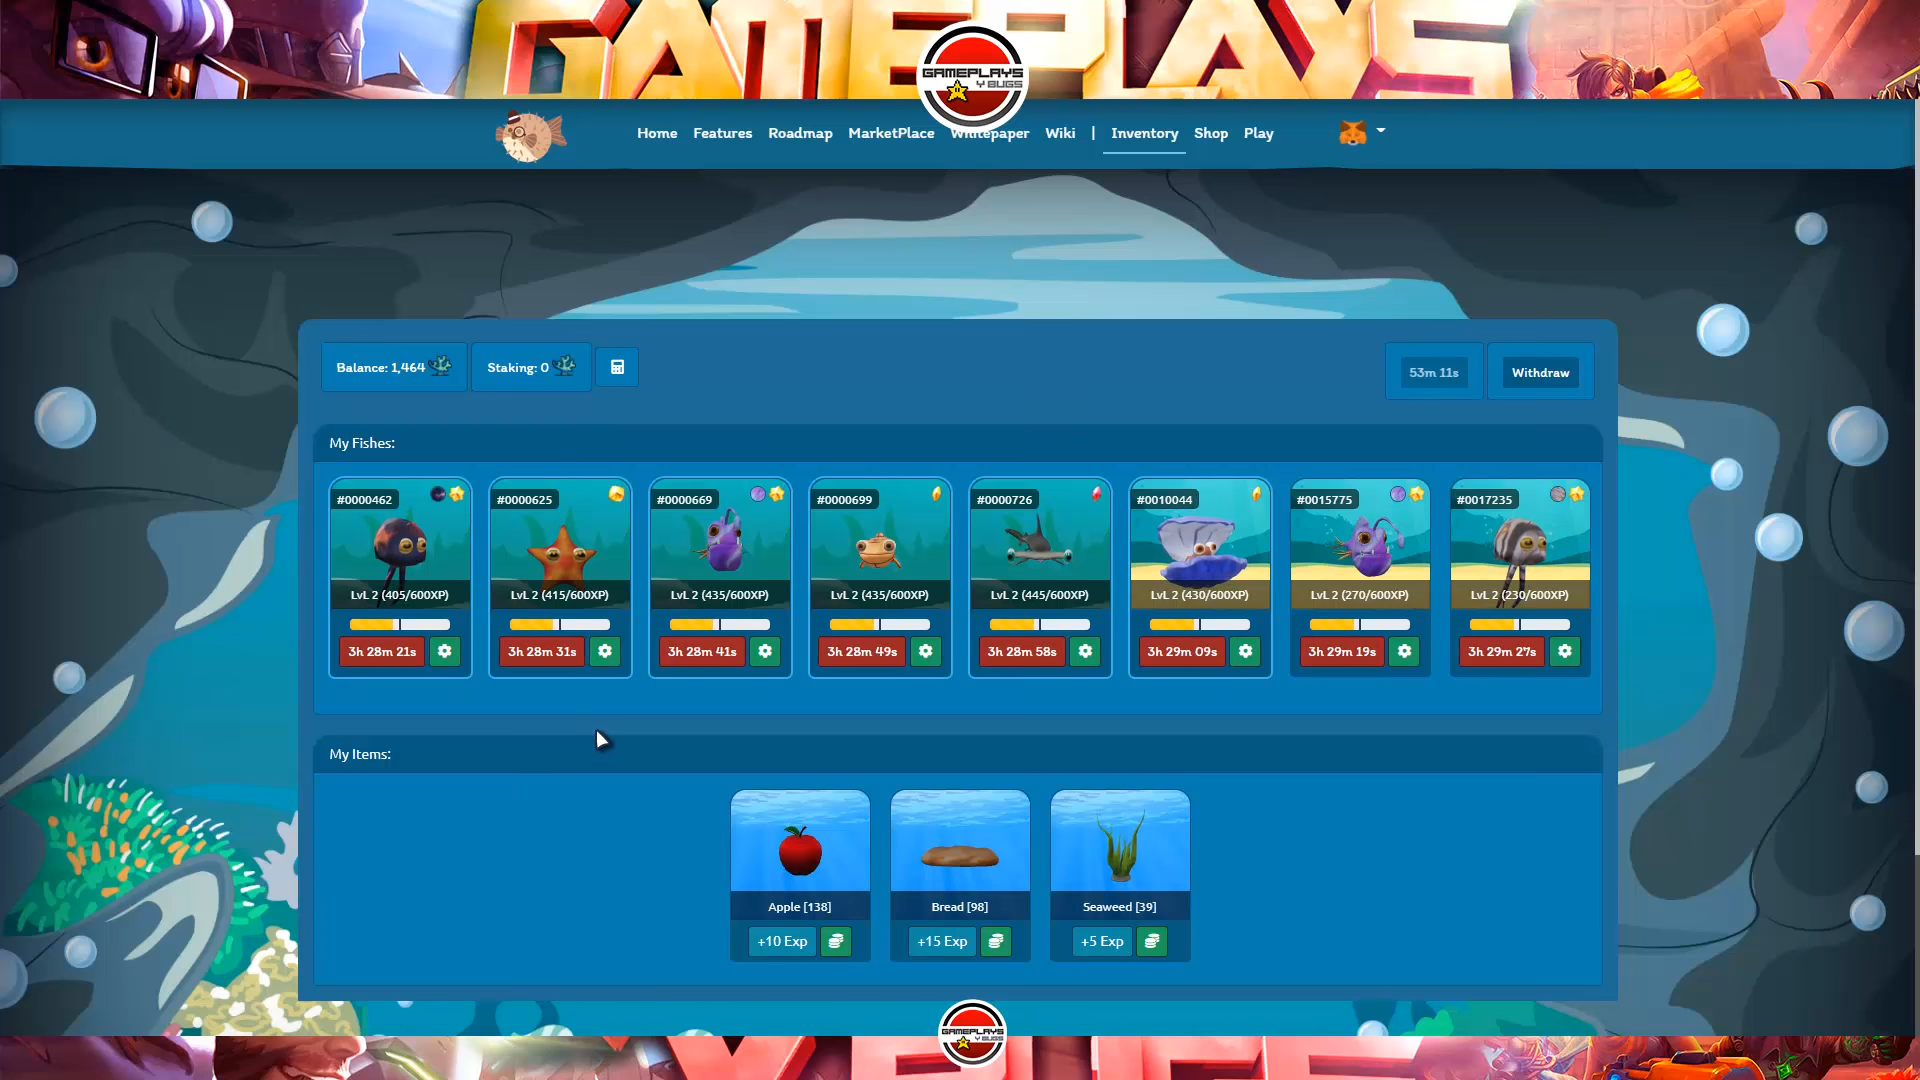 GAMEPLAYS
GAMEPLAYS
Y BUGS
Home Features Roadmap MarketPlace Whitepaper Wiki | Inventory Shop Play
Balance: 1,464 Staking: 0 53m 11s Withdraw
My Fishes:
#0000462 #0000625 #0000669 #0000699 #0000726 #0010044 #0015775 #0017235
LvL 2 (405/600XP) LvL 2 (415/600XP) LvL 2 (435/600XP) LvL 2 (435/600XP) LvL 2 (445/600XP) LvL 2 (430/600XP) LvL 2 (270/600XP) LvL 2 (230/600XP)
3h 28m 21s 3h 28m 31s 3h 28m 41s 3h 28m 49s 3h 28m 58s 3h 29m 09s 3h 29m 19s 3h 29m 27s
My Items:
Apple [138] Bread [98] Seaweed [39]
+10 Exp +15 Exp +5 Exp
GAMEPLAYS
Y BUGS